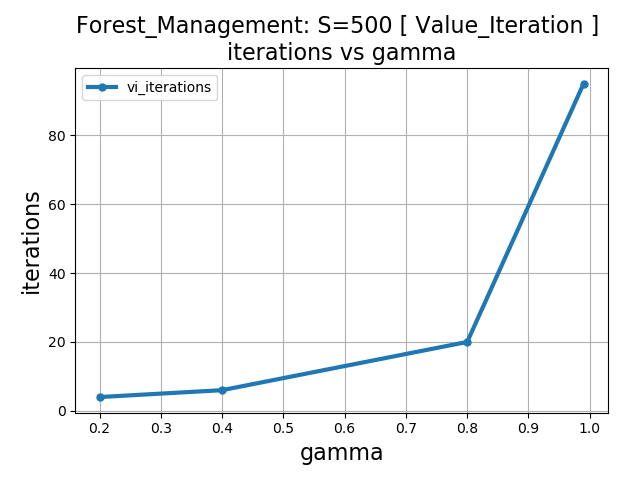 Forest_Management: S=500 [ Value_Iteration ]
iterations vs gamma
vi_iterations
iterations
80
60
40
20
0
0.2 0.3 0.4 0.5 0.6 0.7 0.8 0.9 1.0
gamma